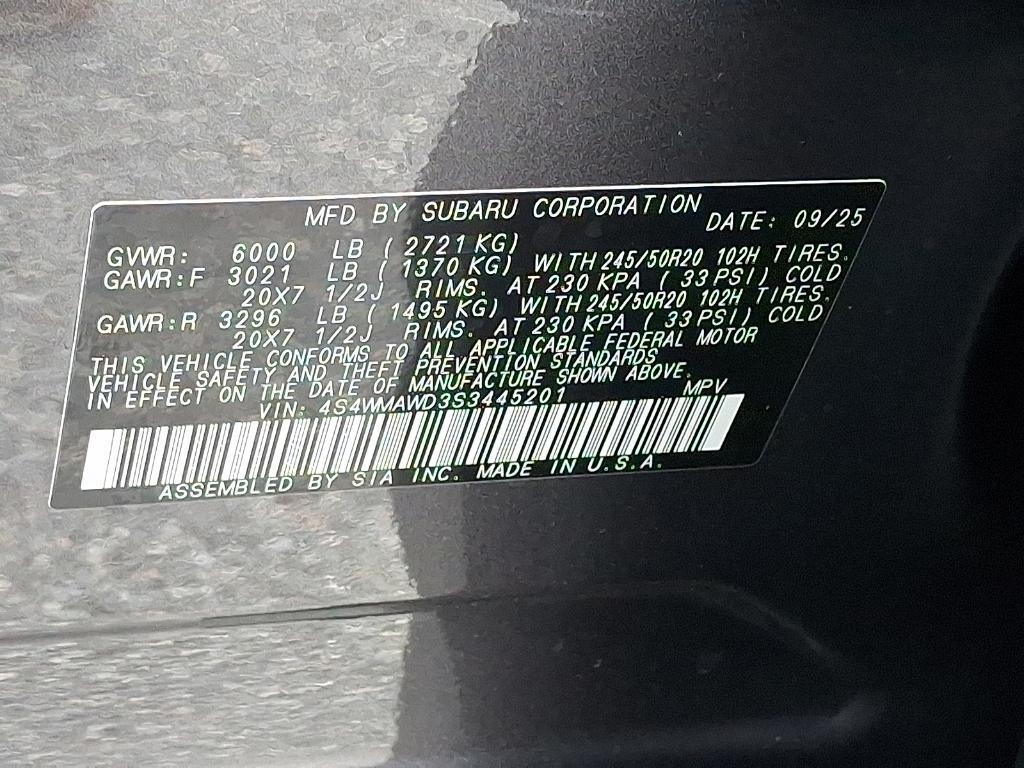 MFD BY SUBARU CORPORATION DATE: 09/25
GVWR: 6000 LB ( 2721 KG)
GAWR:F 3021 LB ( 1370 KG) WITH 245/50R20 102H TIRES.
20X7 1/2J RIMS. AT 230 KPA ( 33 PSI) COLD
GAWR:R 3296 LB ( 1495 KG) WITH 245/50R20 102H TIRES.
20X7 1/2J RIMS. AT 230 KPA ( 33 PSI) COLD
THIS VEHICLE CONFORMS TO ALL APPLICABLE FEDERAL MOTOR
VEHICLE SAFETY AND THEFT PREVENTION STANDARDS
IN EFFECT ON THE DATE OF MANUFACTURE SHOWN ABOVE.
VIN: 4S4WMAWD3S3445201 MPV
ASSEMBLED BY SIA INC. MADE IN U.S.A.